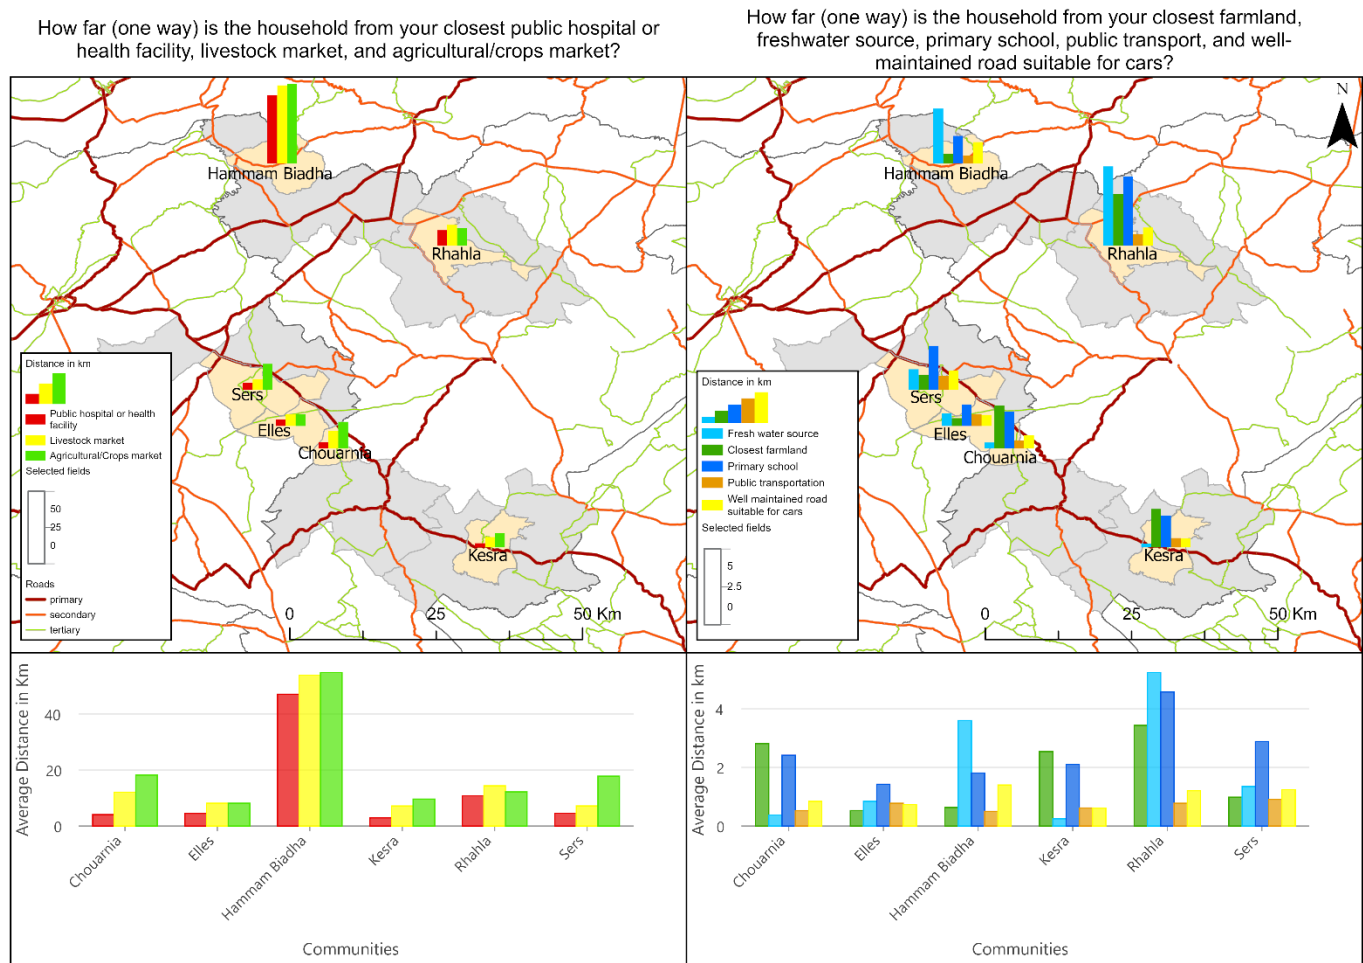 How far (one way) is the household from your closest public hospital or
health facility, livestock market, and agricultural/crops market?
Hammam Biadha
Rhahla
Sers
Elles
Chouarnia
Kesra
Distance in km
Public hospital or health
facility
Livestock market
Agricultural/Crops market
Selected fields
50
25
0
Roads
primary
secondary
tertiary
0 25 50 Km
Average Distance in Km
40
20
0
Chouarnia
Elles
Hammam Biadha
Kesra
Rhahla
Sers
Communities
How far (one way) is the household from your closest farmland,
freshwater source, primary school, public transport, and well-
maintained road suitable for cars?
N
Hammam Biadha
Rhahla
Sers
Elles
Chouarnia
Kesra
Distance in km
Fresh water source
Closest farmland
Primary school
Public transportation
Well maintained road
suitable for cars
Selected fields
5
2.5
0
0 25 50 Km
Average Distance in km
4
2
0
Chouarnia
Elles
Hammam Biadha
Kesra
Rhahla
Sers
Communities